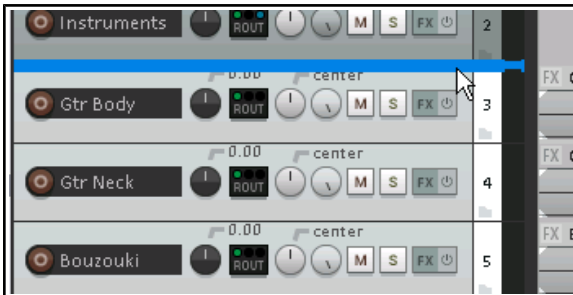 Instruments ROUT M S FX 2
0.00 center
Gtr Body ROUT M S FX 3 FX
0.00 center
Gtr Neck ROUT M S FX 4 FX
0.00 center
Bouzouki ROUT M S FX 5 FX